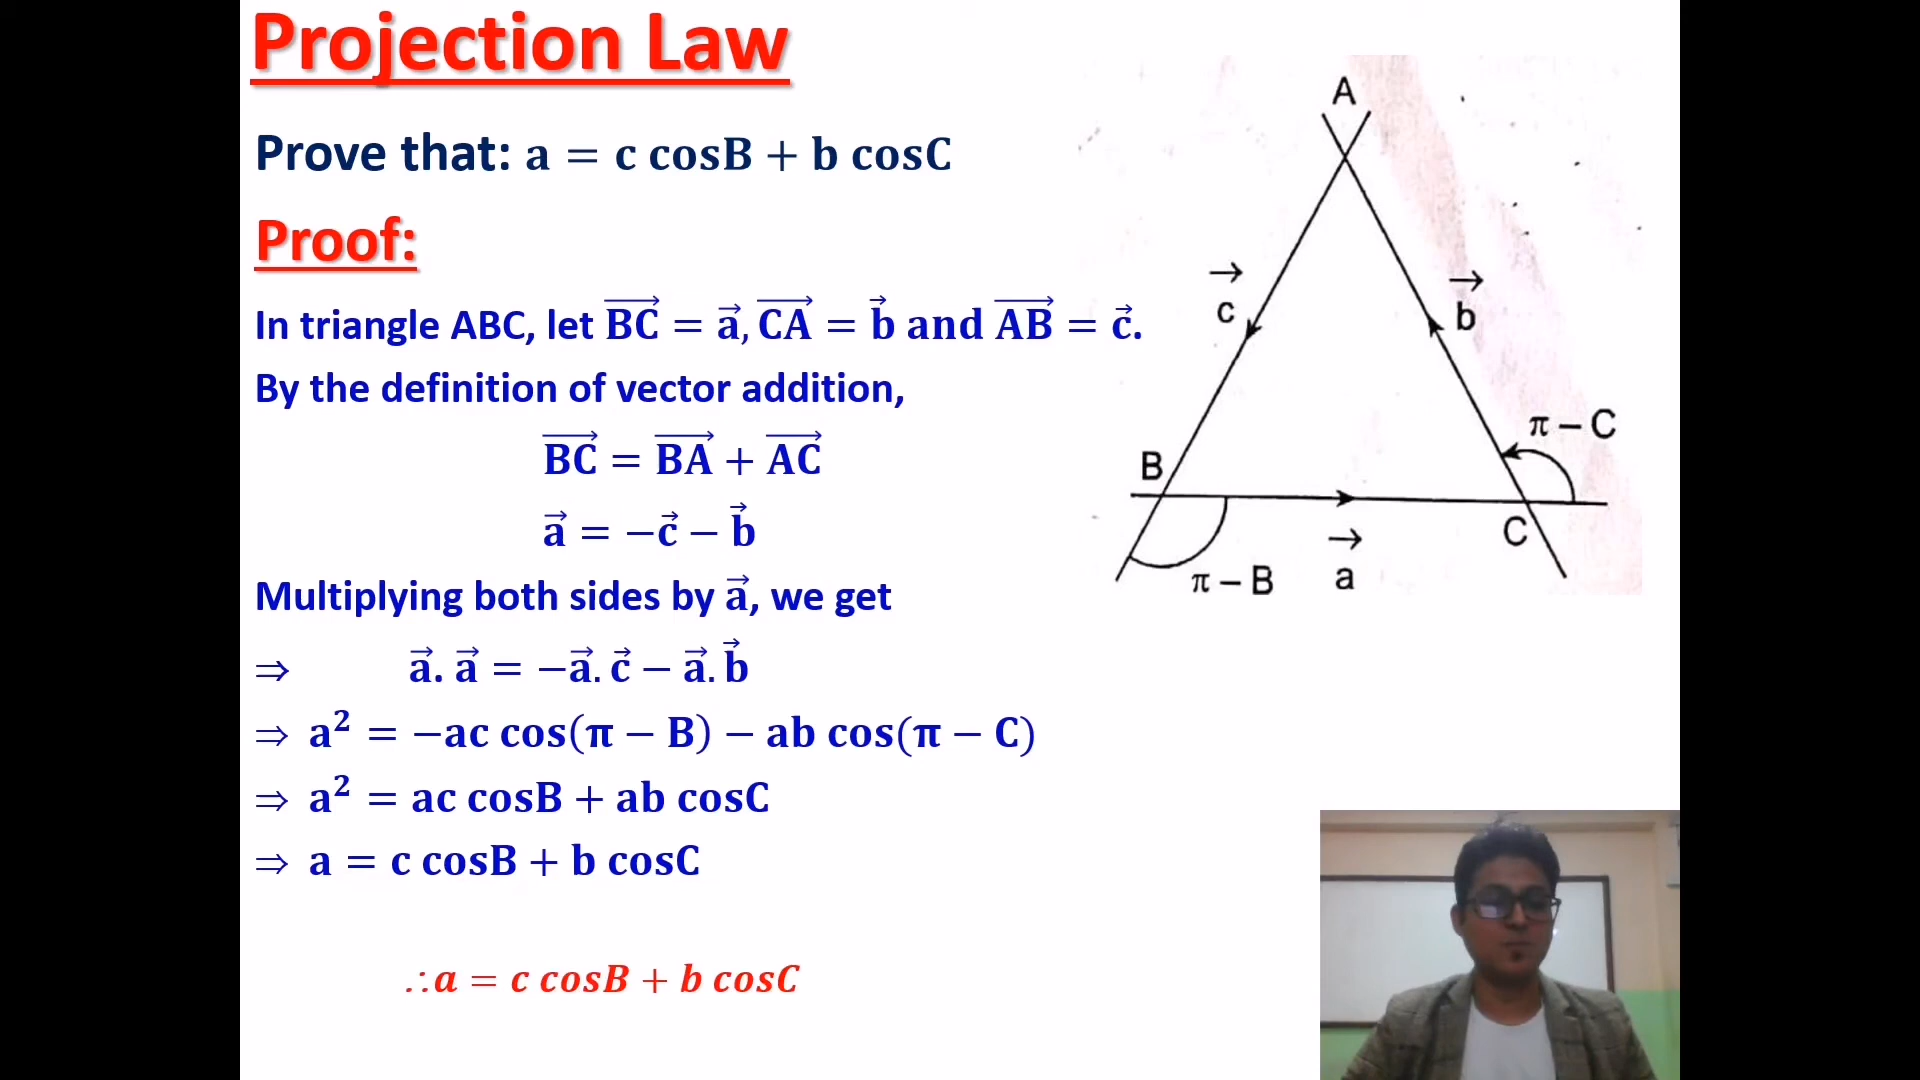 Projection Law
Prove that: a = c cosB + b cosC
Proof:
In triangle ABC, let B͞C⃗ = a⃗, C͞A⃗ = b⃗ and A͞B⃗ = c⃗.
By the definition of vector addition,
B͞C⃗ = B͞A⃗ + A͞C⃗
a⃗ = −c⃗ − b⃗
Multiplying both sides by a⃗, we get
⇒ a⃗. a⃗ = −a⃗. c⃗ − a⃗. b⃗
⇒ a² = −ac cos(π − B) − ab cos(π − C)
⇒ a² = ac cosB + ab cosC
⇒ a = c cosB + b cosC
∴ a = c cosB + b cosC
A
c⃗
b⃗
π − C
B
C
π − B
a⃗